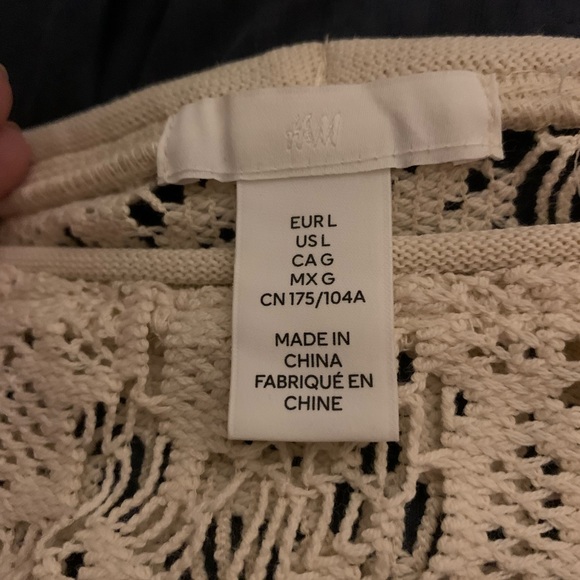 H&M
EUR L
US L
CA G
MX G
CN 175/104A
MADE IN
CHINA
FABRIQUÉ EN
CHINE